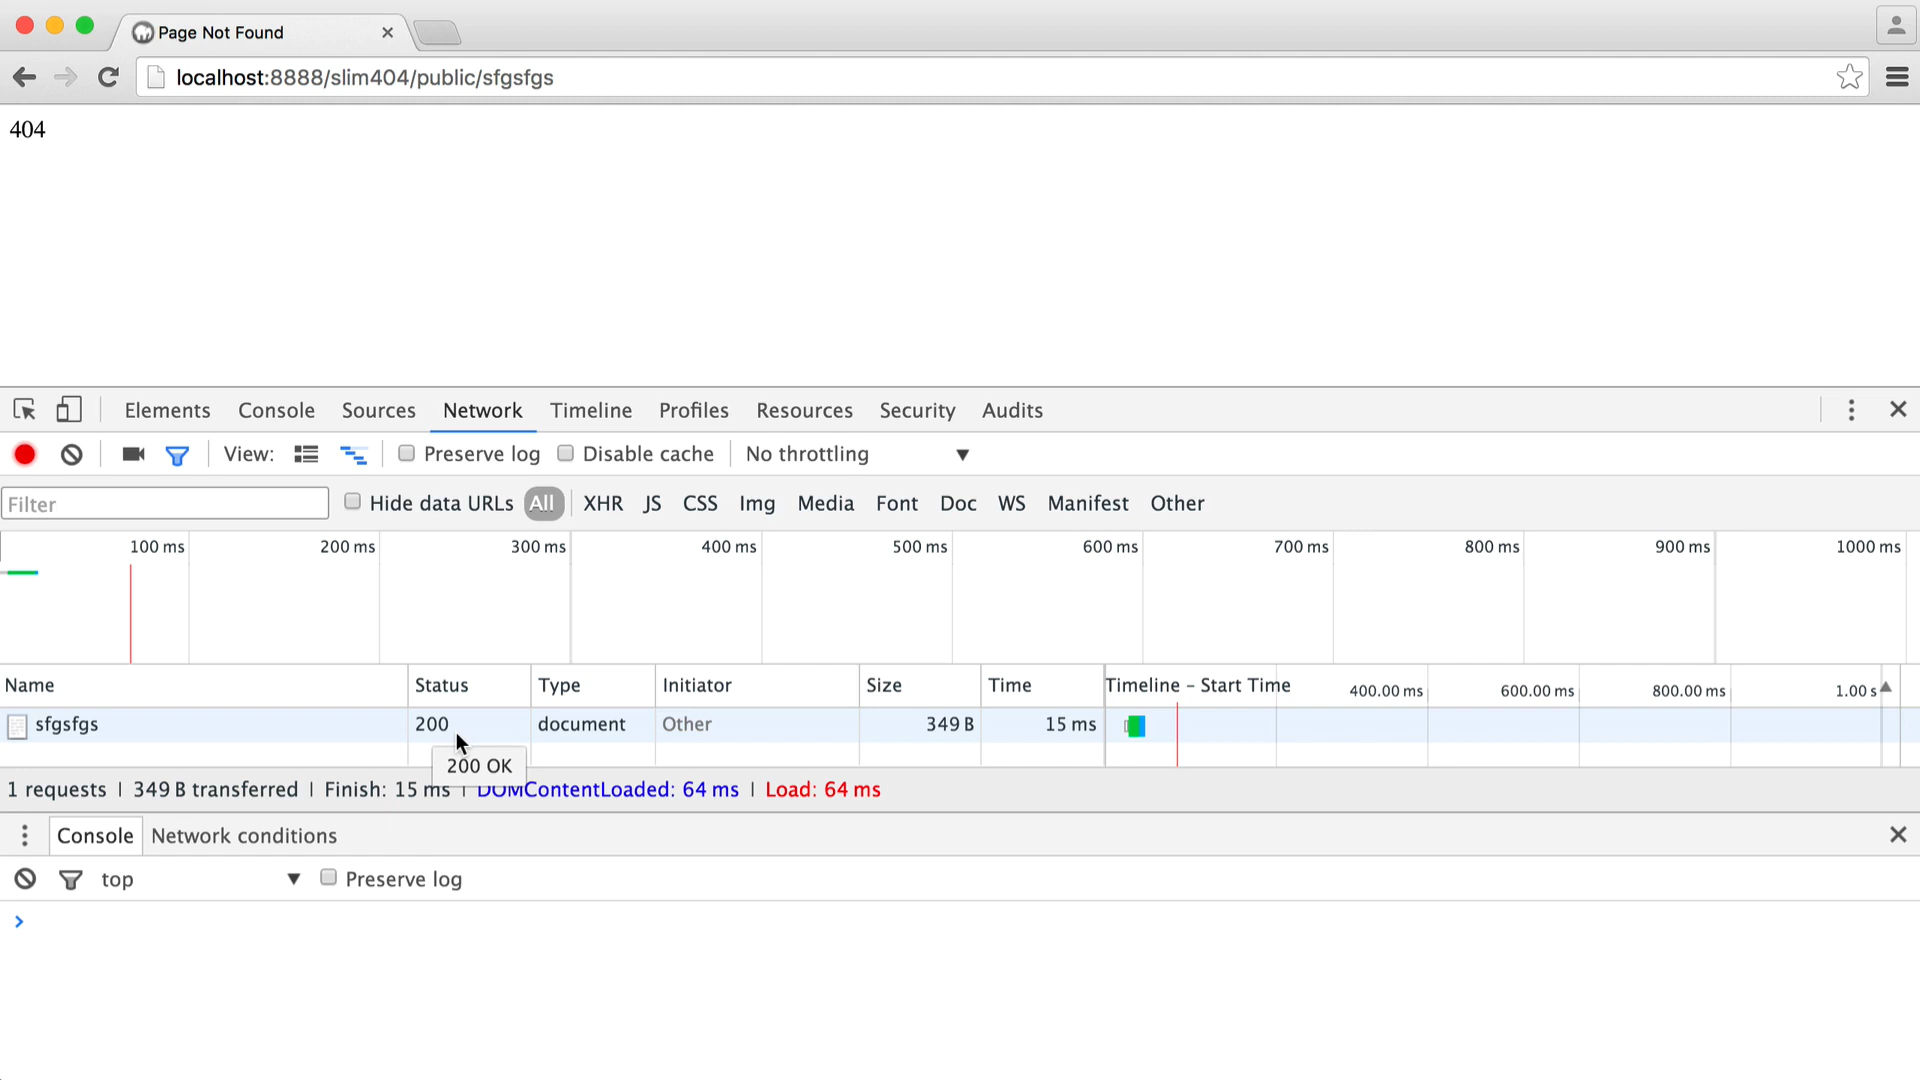 Page Not Found
localhost:8888/slim404/public/sfgsfgs
404
Elements Console Sources Network Timeline Profiles Resources Security Audits
View: Preserve log Disable cache No throttling
Filter Hide data URLs All XHR JS CSS Img Media Font Doc WS Manifest Other
100 ms 200 ms 300 ms 400 ms 500 ms 600 ms 700 ms 800 ms 900 ms 1000 ms
Name Status Type Initiator Size Time Timeline – Start Time 400.00 ms 600.00 ms 800.00 ms 1.00 s
sfgsfgs 200 document Other 349 B 15 ms
200 OK
1 requests | 349 B transferred | Finish: 15 ms | DOMContentLoaded: 64 ms | Load: 64 ms
Console Network conditions
top Preserve log